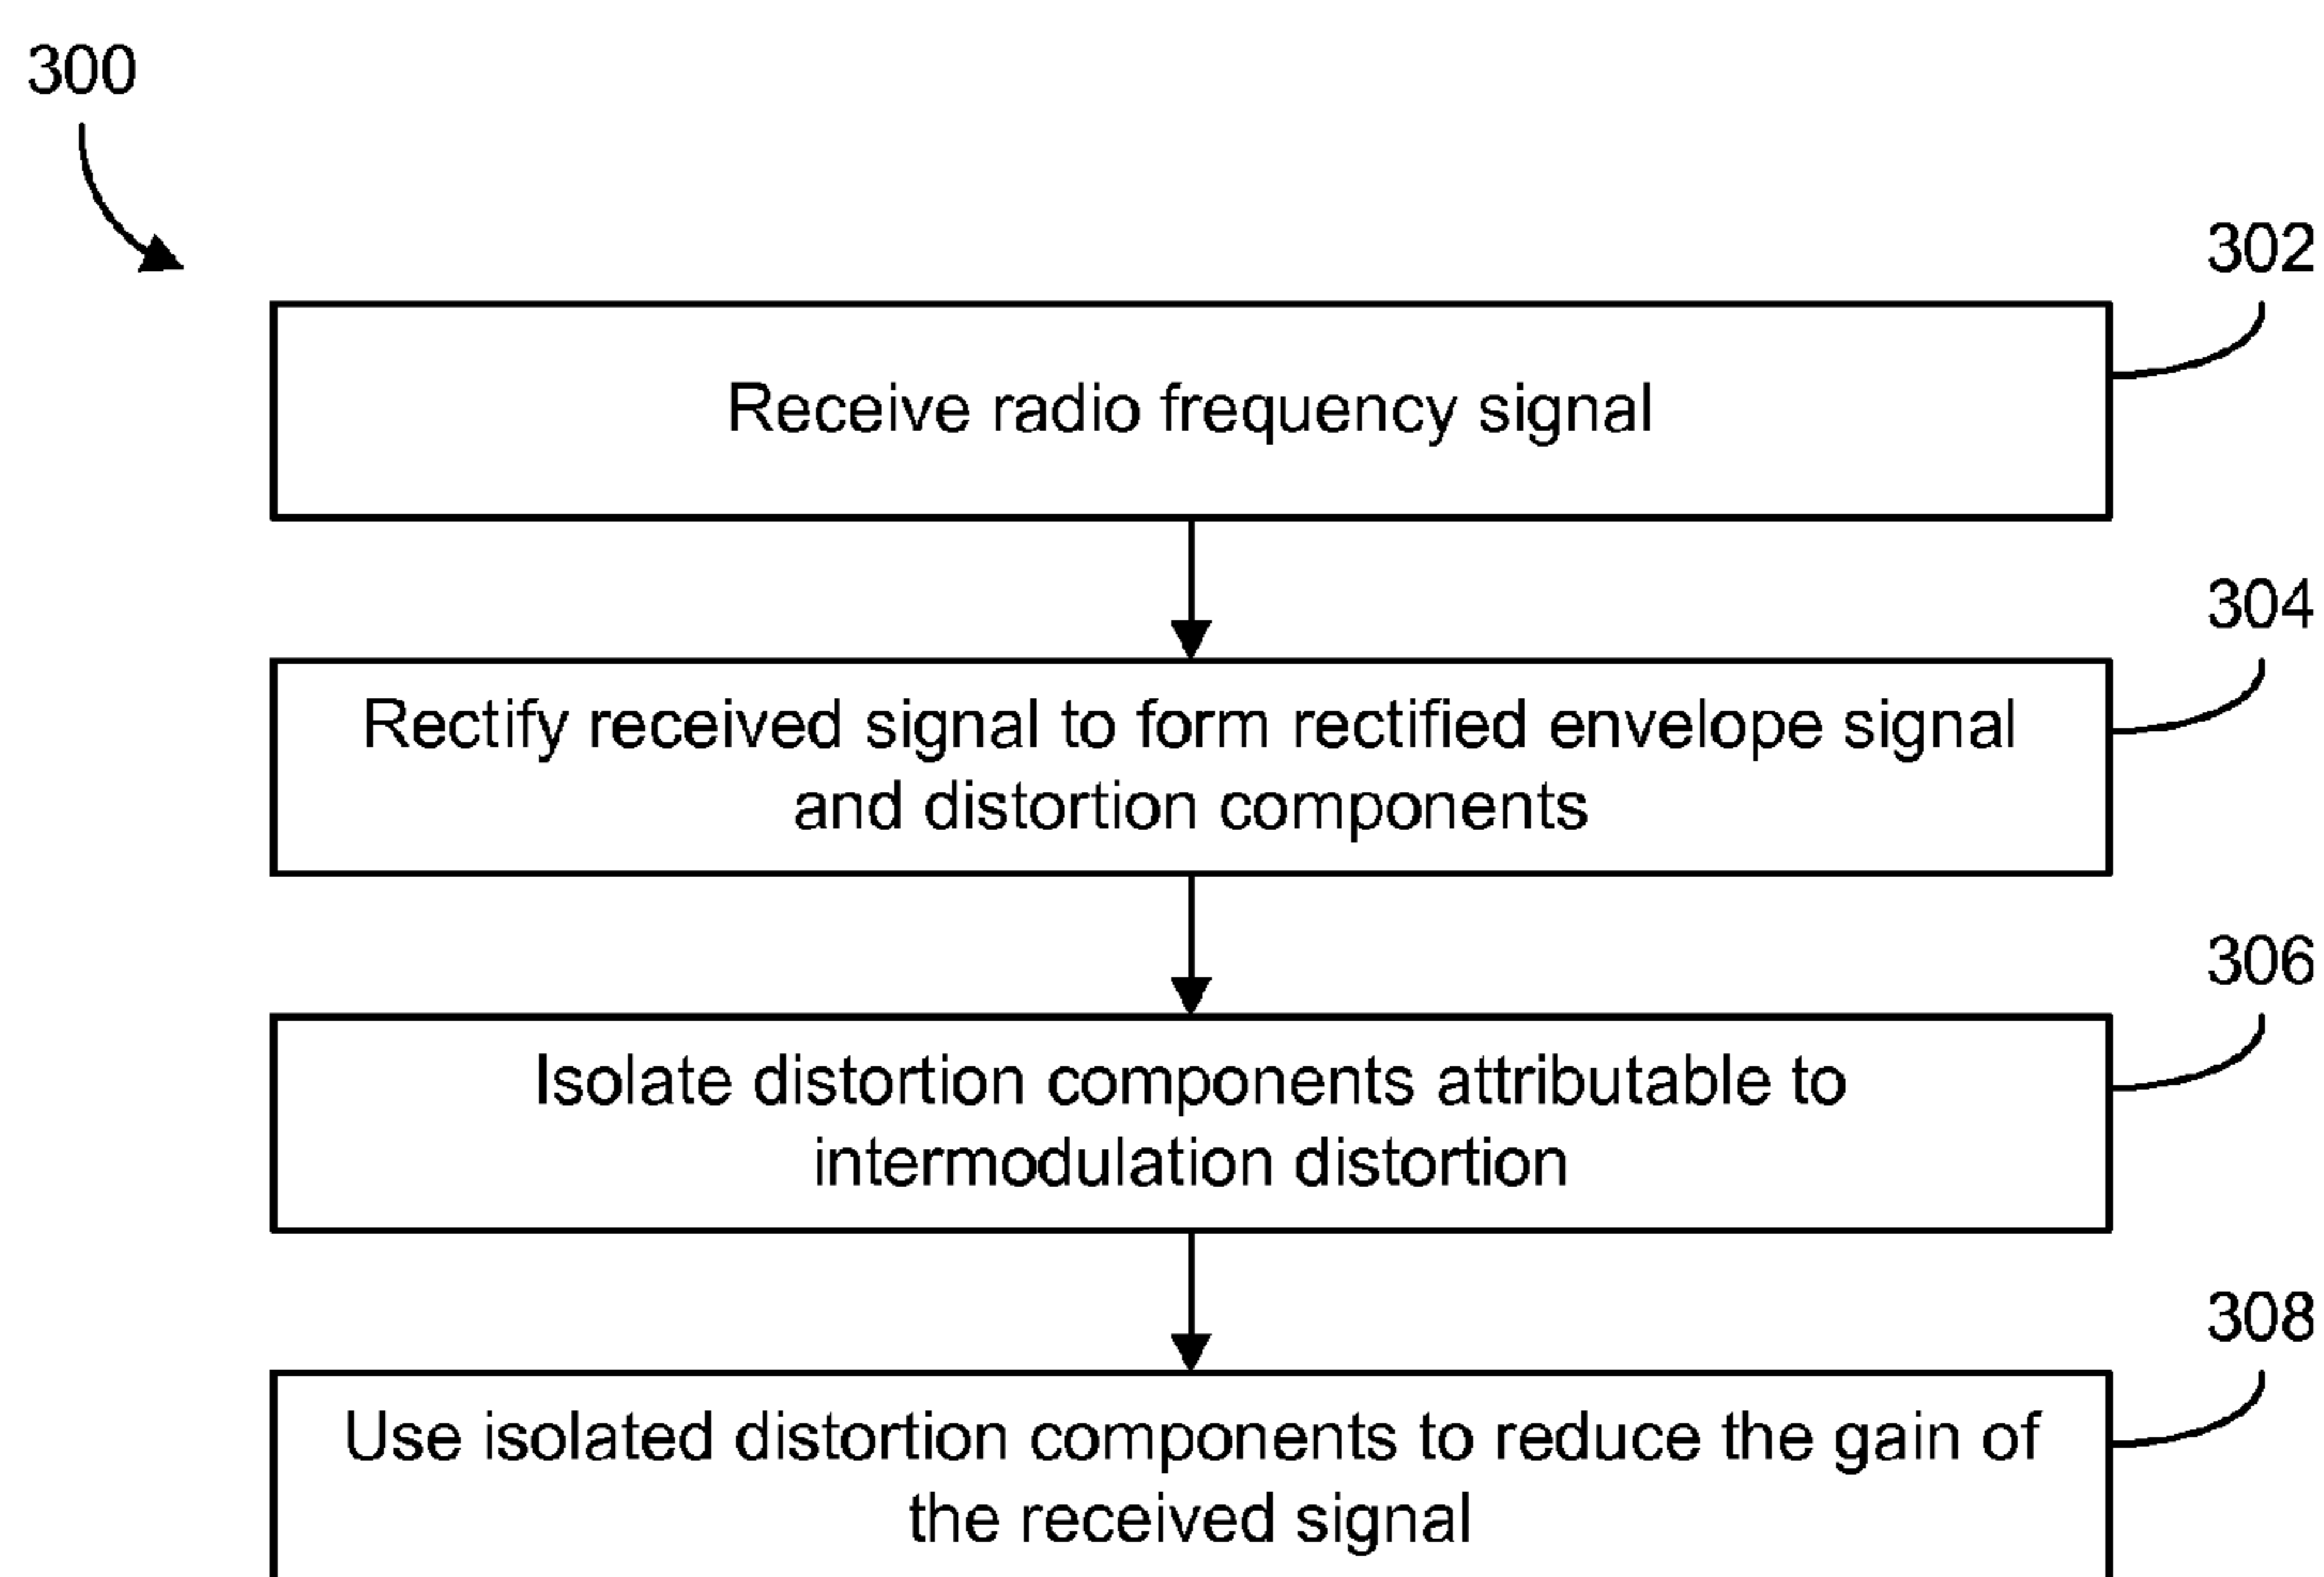 300
302
Receive radio frequency signal
304
Rectify received signal to form rectified envelope signal
and distortion components
306
Isolate distortion components attributable to
intermodulation distortion
308
Use isolated distortion components to reduce the gain of
the received signal